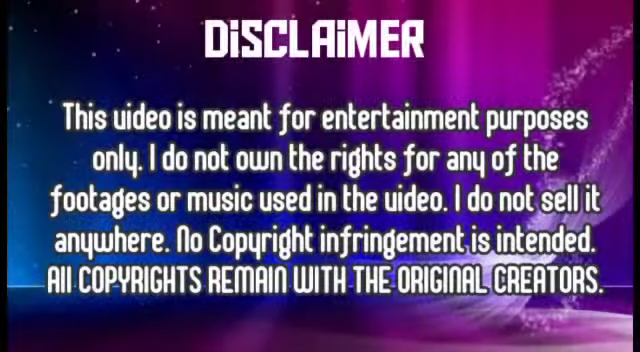 DISCLAIMER
This video is meant for entertainment purposes
only. I do not own the rights for any of the
footages or music used in the video. I do not sell it
anywhere. No Copyright infringement is intended.
All COPYRIGHTS REMAIN WITH THE ORIGINAL CREATORS.